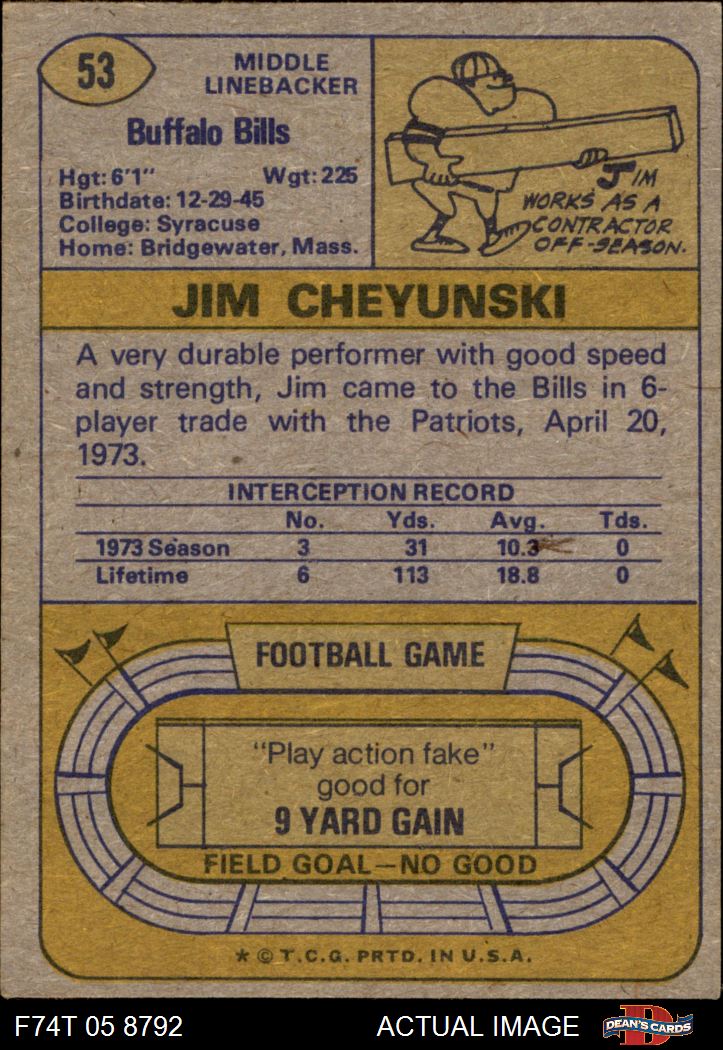 53
MIDDLE
LINEBACKER
Buffalo Bills
Hgt: 6'1" Wgt: 225
Birthdate: 12-29-45
College: Syracuse
Home: Bridgewater, Mass.
JIM
WORKS AS A
CONTRACTOR
OFF-SEASON.
JIM CHEYUNSKI
A very durable performer with good speed
and strength, Jim came to the Bills in 6-
player trade with the Patriots, April 20,
1973.
INTERCEPTION RECORD
No. Yds. Avg. Tds.
1973 Season 3 31 10.3 0
Lifetime 6 113 18.8 0
FOOTBALL GAME
"Play action fake"
good for
9 YARD GAIN
FIELD GOAL—NO GOOD
* © T.C.G. PRTD. IN U.S.A.
F74T 05 8792 ACTUAL IMAGE
D
DEAN'S CARDS